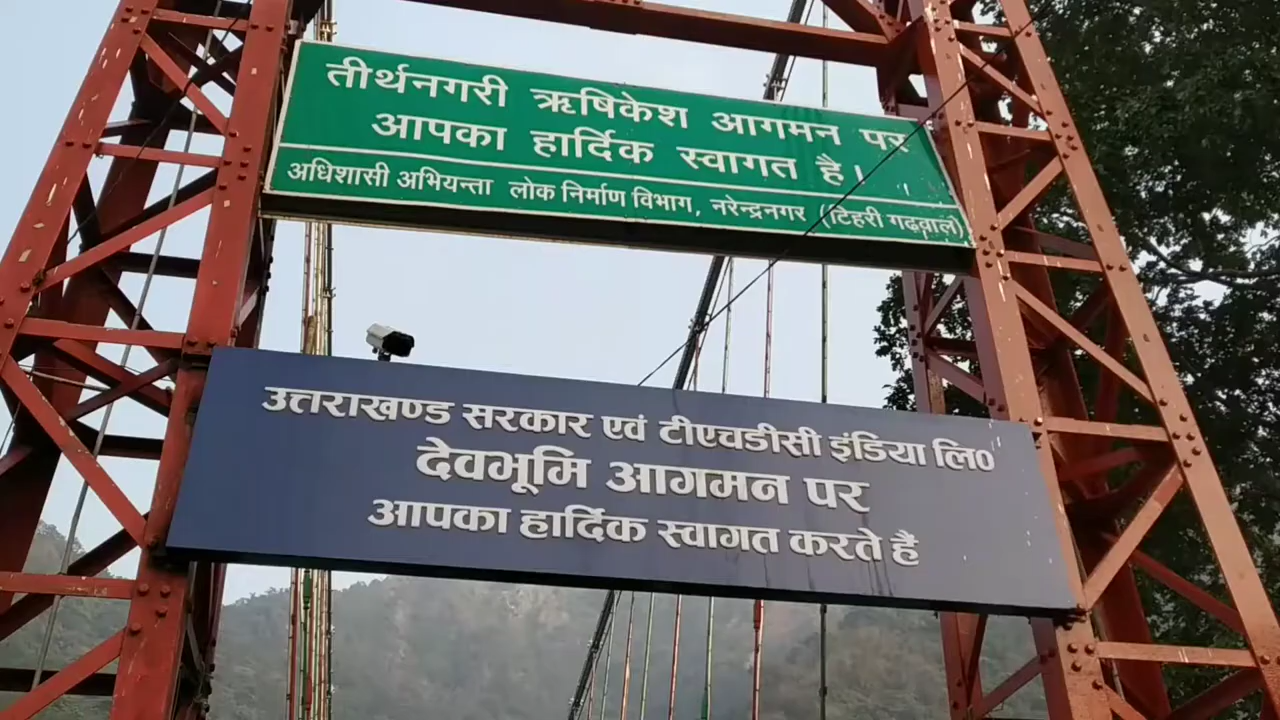 तीर्थनगरी ऋषिकेश आगमन पर
आपका हार्दिक स्वागत है।
अधिशासी अभियन्ता लोक निर्माण विभाग, नरेन्द्रनगर (टिहरी गढ़वाल)
उत्तराखण्ड सरकार एवं टीएचडीसी इंडिया लि०
देवभूमि आगमन पर
आपका हार्दिक स्वागत करते हैं